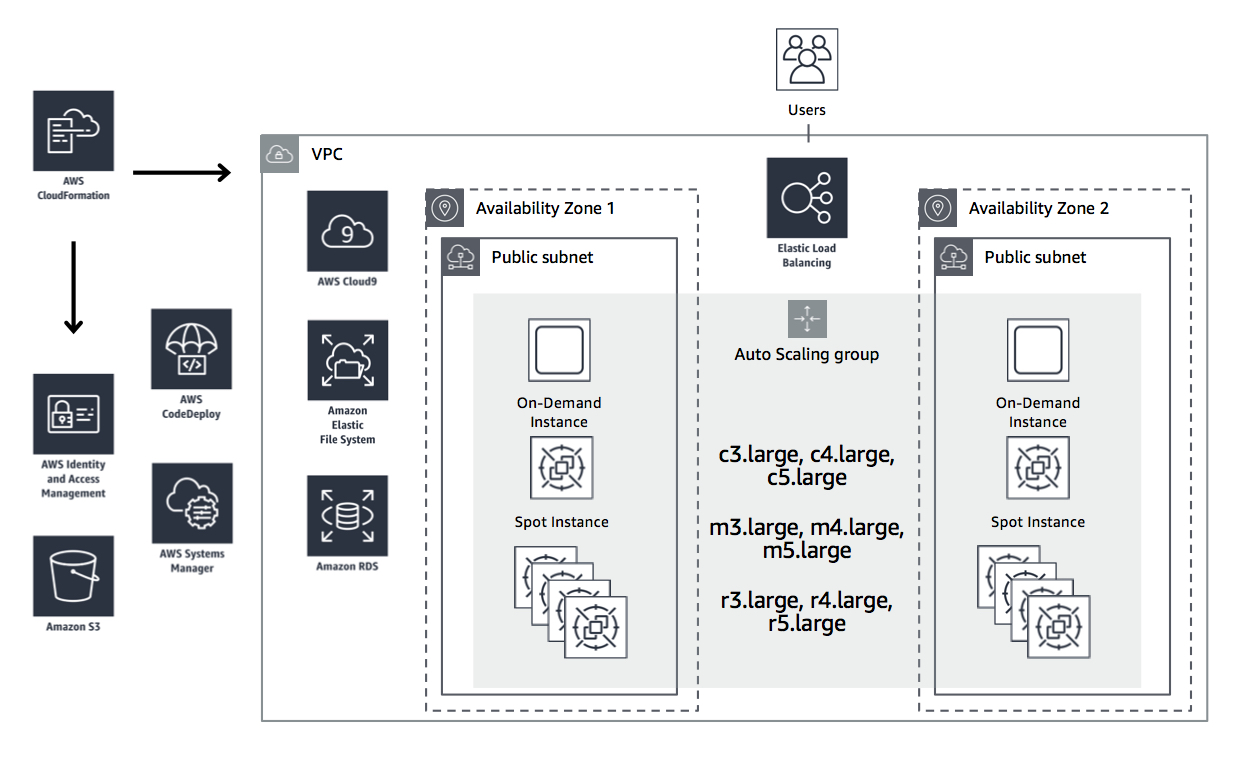 Users
AWS
CloudFormation
VPC
9
AWS Cloud9
Availability Zone 1
Public subnet
Elastic Load
Balancing
Availability Zone 2
Public subnet
AWS
CodeDeploy
</>
Amazon
Elastic
File System
Auto Scaling group
On-Demand
Instance
On-Demand
Instance
AWS Identity
and Access
Management
c3.large, c4.large,
c5.large
Spot Instance
m3.large, m4.large,
m5.large
Spot Instance
AWS Systems
Manager
Amazon RDS
r3.large, r4.large,
r5.large
Amazon S3